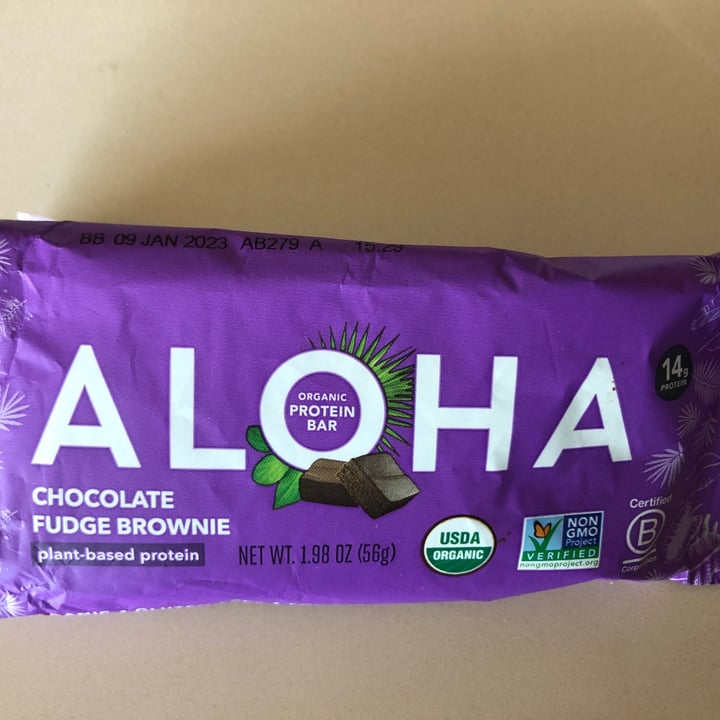 BB 09 JAN 2023 AB279 A 15:29
ALOHA
ORGANIC
PROTEIN
BAR
14g
PROTEIN
CHOCOLATE
FUDGE BROWNIE
plant-based protein
NET WT. 1.98 OZ (56g)
USDA
ORGANIC
NON
GMO
Project
VERIFIED
nongmoproject.org
Certified
B
Corporation